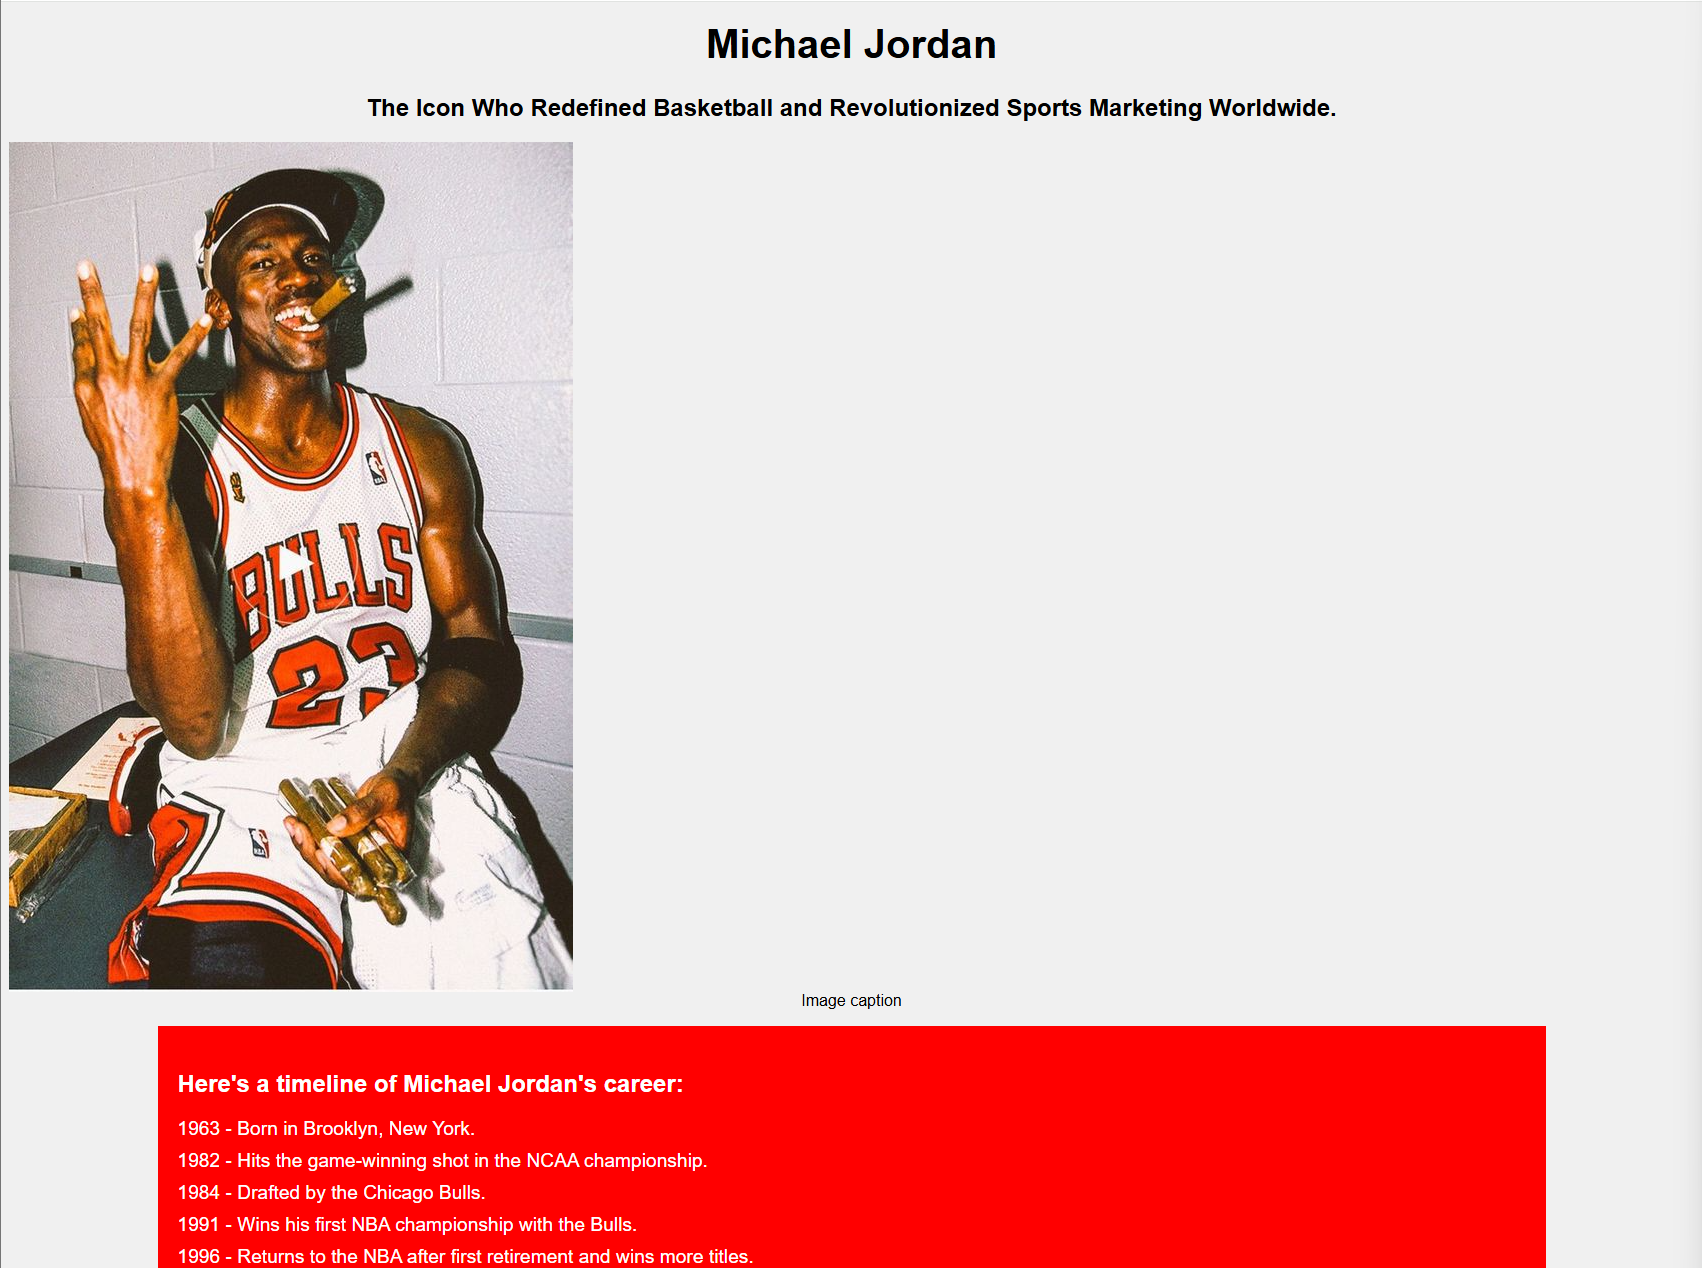 Michael Jordan
The Icon Who Redefined Basketball and Revolutionized Sports Marketing Worldwide.
NBA
BULLS
23
NBA
Image caption
Here's a timeline of Michael Jordan's career:
1963 - Born in Brooklyn, New York.
1982 - Hits the game-winning shot in the NCAA championship.
1984 - Drafted by the Chicago Bulls.
1991 - Wins his first NBA championship with the Bulls.
1996 - Returns to the NBA after first retirement and wins more titles.